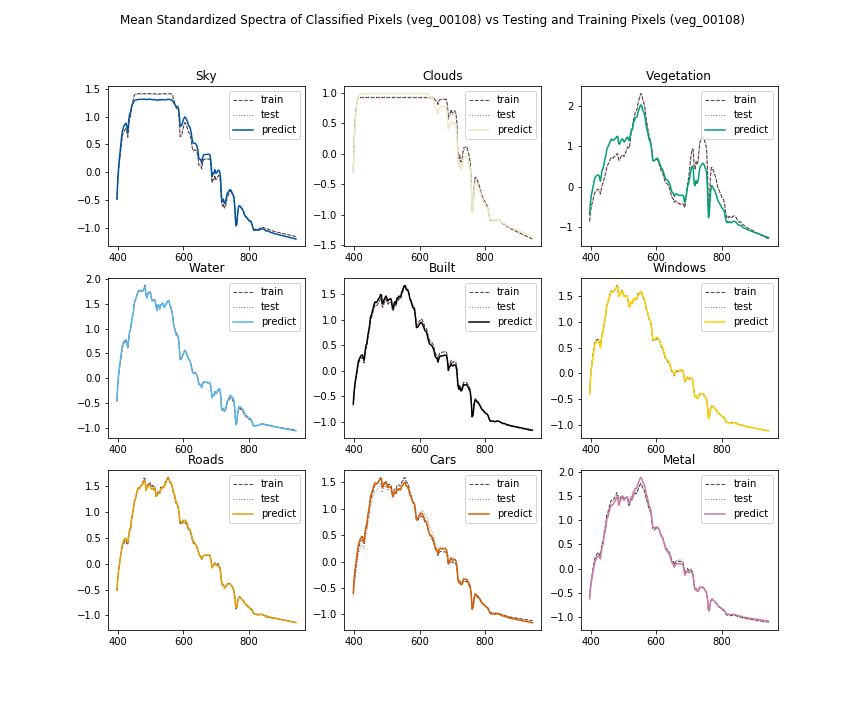 Mean Standardized Spectra of Classified Pixels (veg_00108) vs Testing and Training Pixels (veg_00108)
Sky
1.5
1.0
0.5
0.0
−0.5
−1.0
400 600 800
train
test
predict
Clouds
1.0
0.5
0.0
−0.5
−1.0
−1.5
400 600 800
train
test
predict
Vegetation
2
1
0
−1
400 600 800
train
test
predict
Water
2.0
1.5
1.0
0.5
0.0
−0.5
−1.0
400 600 800
train
test
predict
Built
1.5
1.0
0.5
0.0
−0.5
−1.0
400 600 800
train
test
predict
Windows
1.5
1.0
0.5
0.0
−0.5
−1.0
400 600 800
train
test
predict
Roads
1.5
1.0
0.5
0.0
−0.5
−1.0
400 600 800
train
test
predict
Cars
1.5
1.0
0.5
0.0
−0.5
−1.0
400 600 800
train
test
predict
Metal
2.0
1.5
1.0
0.5
0.0
−0.5
−1.0
400 600 800
train
test
predict